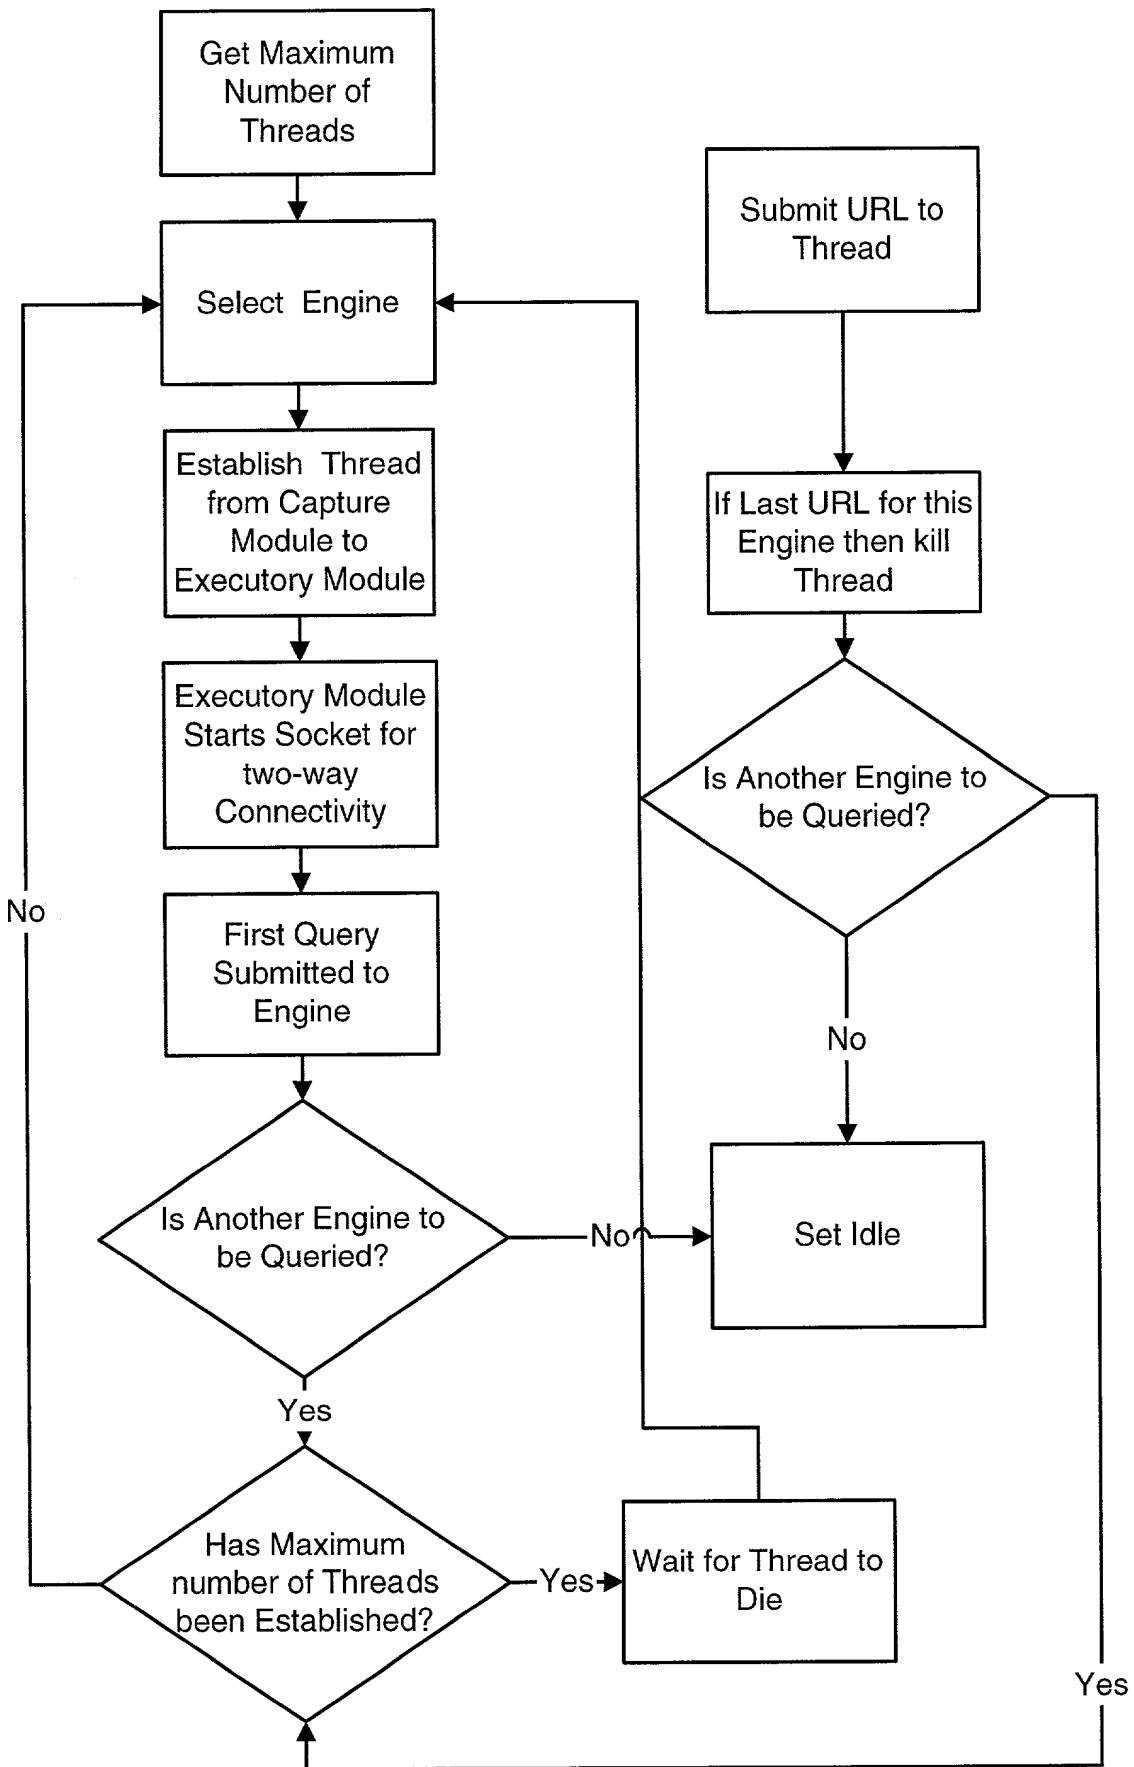 Get Maximum
Number of
Threads
Select Engine
Establish Thread
from Capture
Module to
Executory Module
Executory Module
Starts Socket for
two-way
Connectivity
First Query
Submitted to
Engine
Is Another Engine to
be Queried?
No
Yes
Has Maximum
number of Threads
been Established?
No
Yes
Wait for Thread to
Die
Submit URL to
Thread
If Last URL for this
Engine then kill
Thread
Is Another Engine to
be Queried?
No
Set Idle
Yes